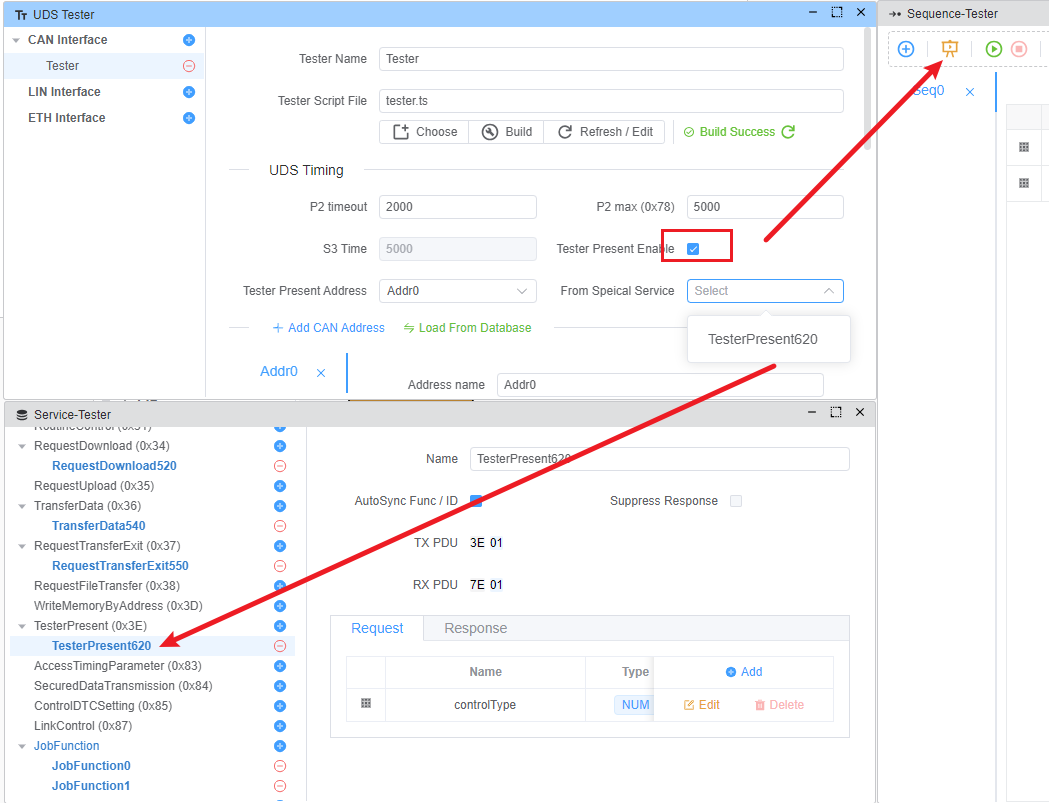 UDS Tester
Sequence-Tester
CAN Interface
Tester
LIN Interface
ETH Interface
Tester Name
Tester
Tester Script File
tester.ts
Choose
Build
Refresh / Edit
Build Success
UDS Timing
P2 timeout
2000
P2 max (0x78)
5000
S3 Time
5000
Tester Present Enable
Tester Present Address
Addr0
From Speical Service
Select
Add CAN Address
Load From Database
TesterPresent620
Addr0
Address name
Addr0
Seq0
Service-Tester
RoutineControl (0x31)
RequestDownload (0x34)
RequestDownload520
RequestUpload (0x35)
TransferData (0x36)
TransferData540
RequestTransferExit (0x37)
RequestTransferExit550
RequestFileTransfer (0x38)
WriteMemoryByAddress (0x3D)
TesterPresent (0x3E)
TesterPresent620
AccessTimingParameter (0x83)
SecuredDataTransmission (0x84)
ControlDTCSetting (0x85)
LinkControl (0x87)
JobFunction
JobFunction0
JobFunction1
Name
TesterPresent620
AutoSync Func / ID
Suppress Response
TX PDU
3E 01
RX PDU
7E 01
Request
Response
Name
Type
Add
controlType
NUM
Edit
Delete